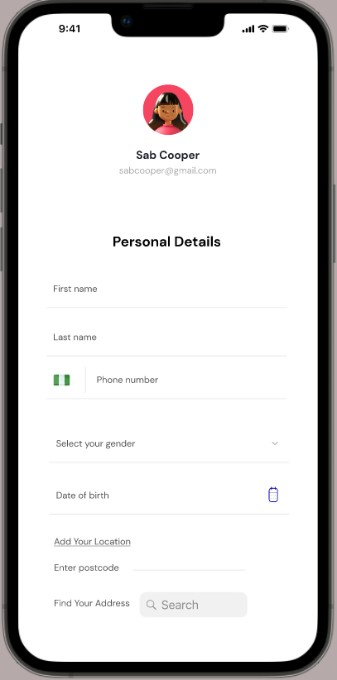 9:41
Sab Cooper
sabcooper@gmail.com
Personal Details
First name
Last name
Phone number
Select your gender
Date of birth
Add Your Location
Enter postcode
Find Your Address
Search